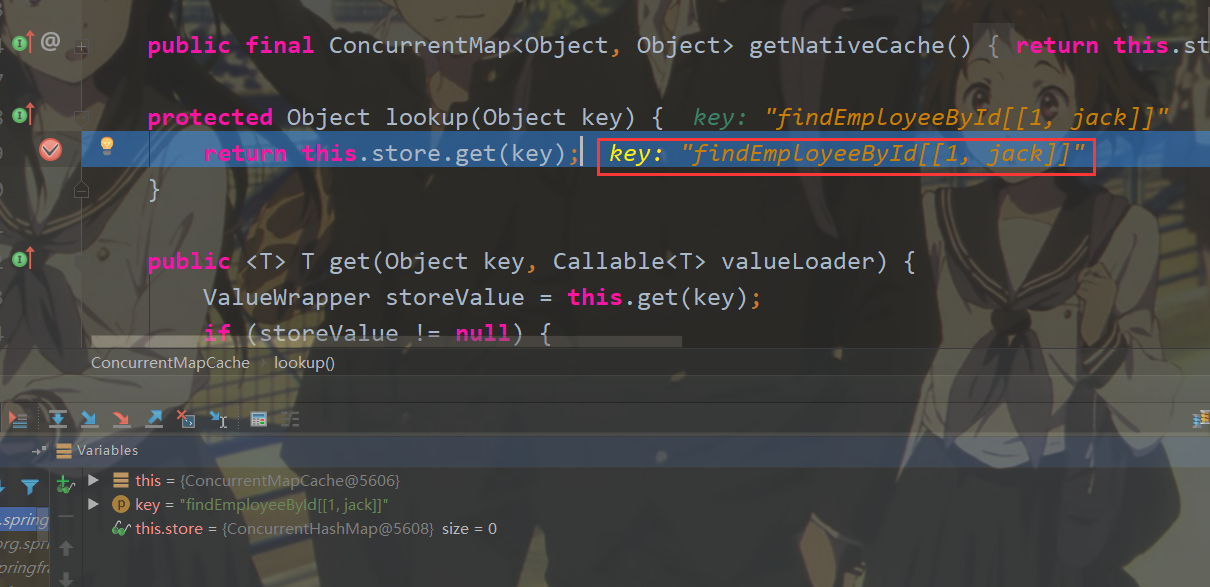 @
public final ConcurrentMap<Object, Object> getNativeCache() { return this.st
protected Object lookup(Object key) { key: "findEmployeeById[[1, jack]]"
return this.store.get(key); key: "findEmployeeById[[1, jack]]"
}
public <T> T get(Object key, Callable<T> valueLoader) {
ValueWrapper storeValue = this.get(key);
if (storeValue != null) {
ConcurrentMapCache lookup()
Variables
this = {ConcurrentMapCache@5606}
key = "findEmployeeById[[1, jack]]"
.spring this.store = {ConcurrentHashMap@5608} size = 0
org.spri
pringfra